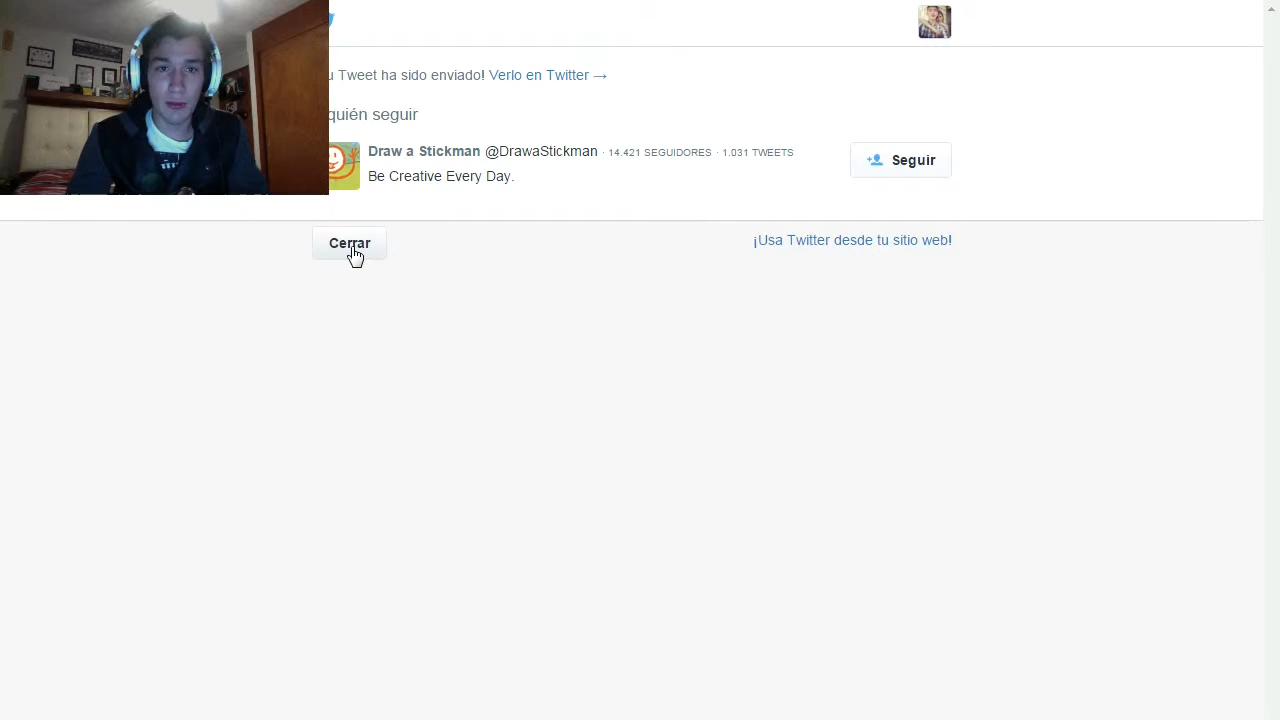 u Tweet ha sido enviado! Verlo en Twitter →
quién seguir
Draw a Stickman @DrawaStickman · 14.421 SEGUIDORES · 1.031 TWEETS
Be Creative Every Day.
Seguir
Cerrar
¡Usa Twitter desde tu sitio web!